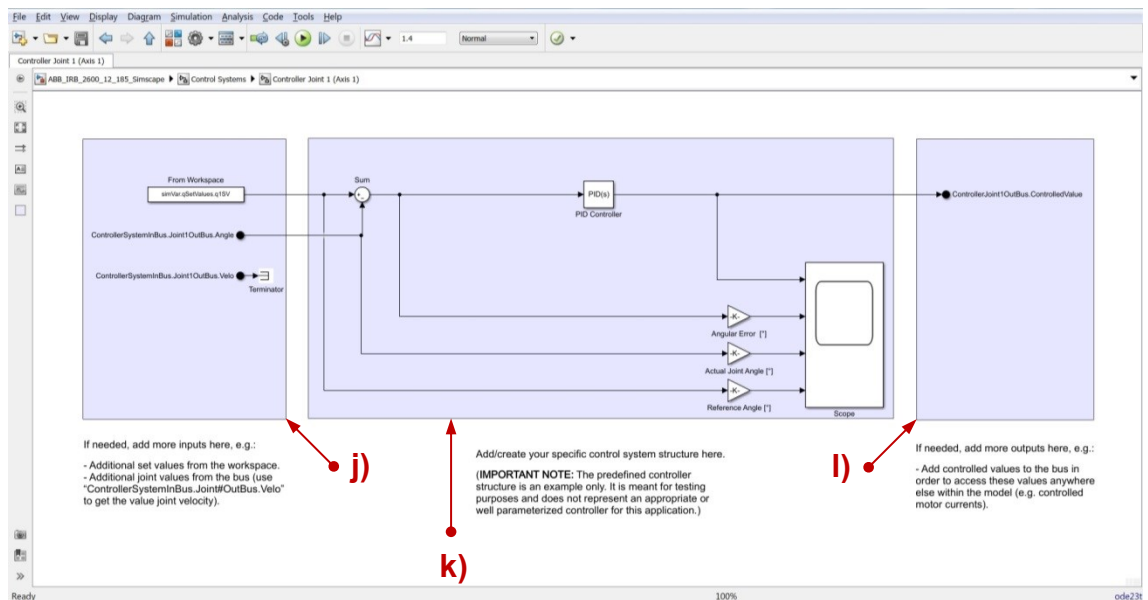 File Edit View Display Diagram Simulation Analysis Code Tools Help
1.4 Normal
Controller Joint 1 (Axis 1)
ABB_IRB_2600_12_185_Simscape Control Systems Controller Joint 1 (Axis 1)
From Workspace
simVar.qSetValues.q1SV
Sum
PID(s)
PID Controller
ControllerJoint1OutBus.ControlledValue
ControllerSystemInBus.Joint1OutBus.Angle
ControllerSystemInBus.Joint1OutBus.Velo
Terminator
-K-
Angular Error [°]
-K-
Actual Joint Angle [°]
-K-
Reference Angle [°]
Scope
If needed, add more inputs here, e.g.:
- Additional set values from the workspace.
- Additional joint values from the bus (use
"ControllerSystemInBus.Joint#OutBus.Velo"
to get the value joint velocity).
j)
Add/create your specific control system structure here.
(IMPORTANT NOTE: The predefined controller
structure is an example only. It is meant for testing
purposes and does not represent an appropriate or
well parameterized controller for this application.)
k)
l)
If needed, add more outputs here, e.g.:
- Add controlled values to the bus in
order to access these values anywhere
else within the model (e.g. controlled
motor currents).
Ready 100% ode23t